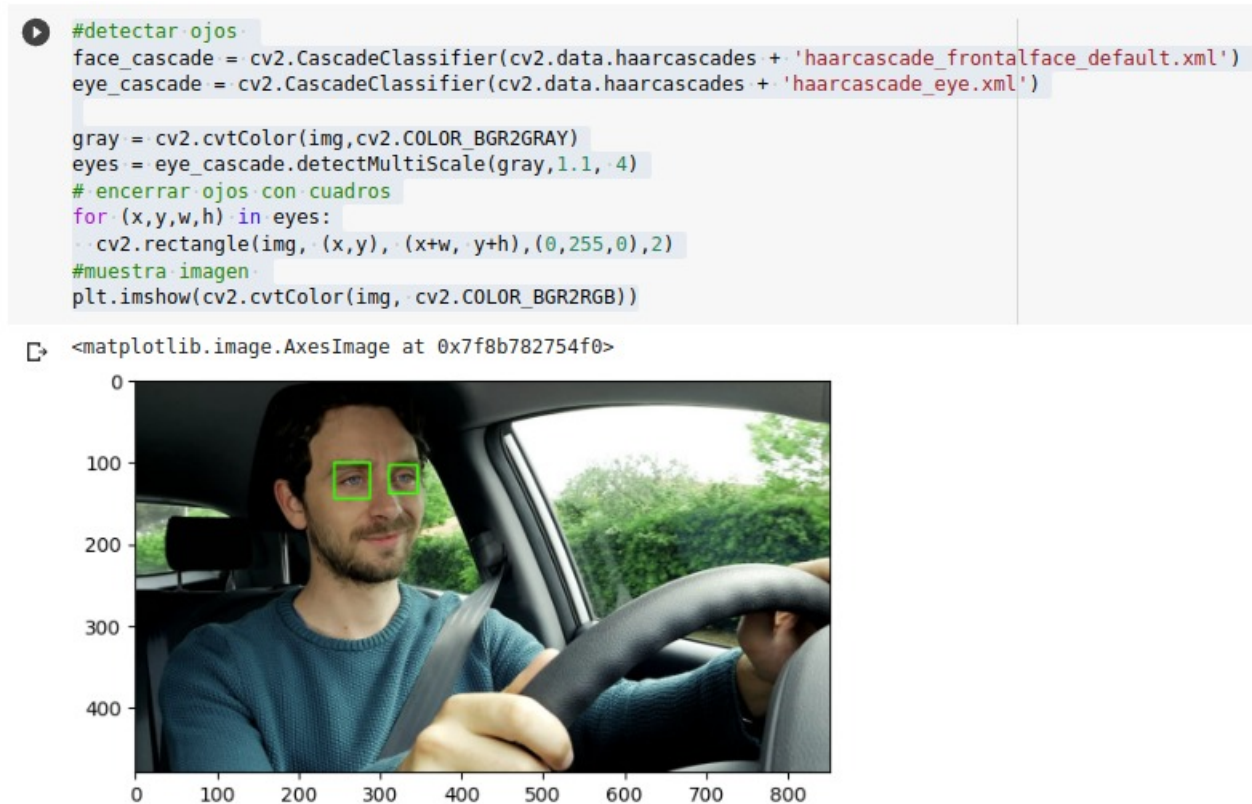 #detectar ojos
face_cascade = cv2.CascadeClassifier(cv2.data.haarcascades + 'haarcascade_frontalface_default.xml')
eye_cascade = cv2.CascadeClassifier(cv2.data.haarcascades + 'haarcascade_eye.xml')
gray = cv2.cvtColor(img,cv2.COLOR_BGR2GRAY)
eyes = eye_cascade.detectMultiScale(gray,1.1, 4)
# encerrar ojos con cuadros
for (x,y,w,h) in eyes:
  cv2.rectangle(img, (x,y), (x+w, y+h),(0,255,0),2)
#muestra imagen
plt.imshow(cv2.cvtColor(img, cv2.COLOR_BGR2RGB))
<matplotlib.image.AxesImage at 0x7f8b782754f0>
0
100
200
300
400
0 100 200 300 400 500 600 700 800